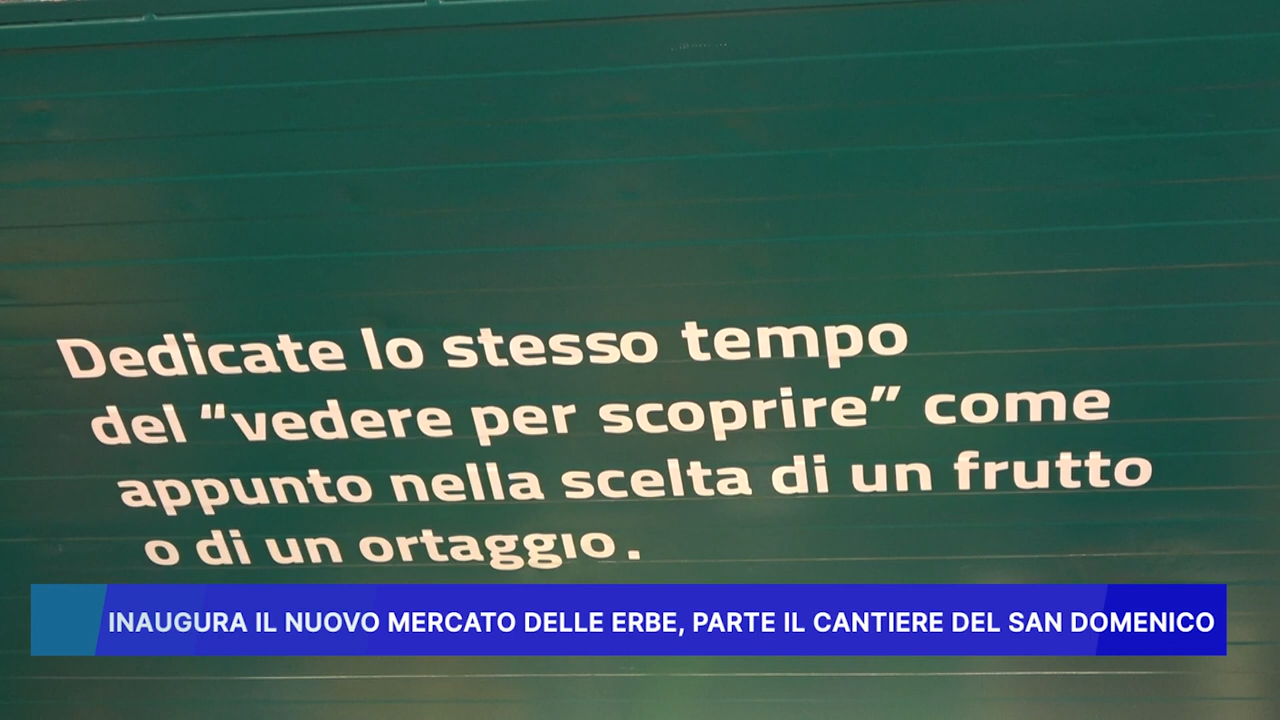 Dedicate lo stesso tempo
del “vedere per scoprire” come
appunto nella scelta di un frutto
o di un ortaggio.
INAUGURA IL NUOVO MERCATO DELLE ERBE, PARTE IL CANTIERE DEL SAN DOMENICO